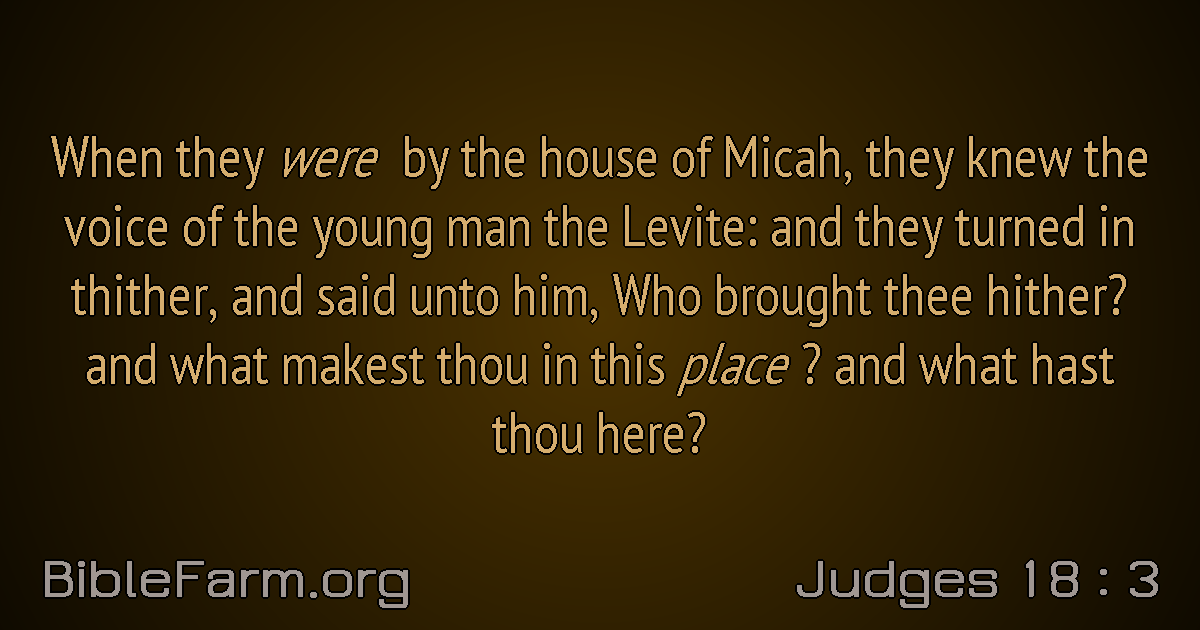 When they were by the house of Micah, they knew the
voice of the young man the Levite: and they turned in
thither, and said unto him, Who brought thee hither?
and what makest thou in this place ? and what hast
thou here?
BibleFarm.org
Judges 18 : 3